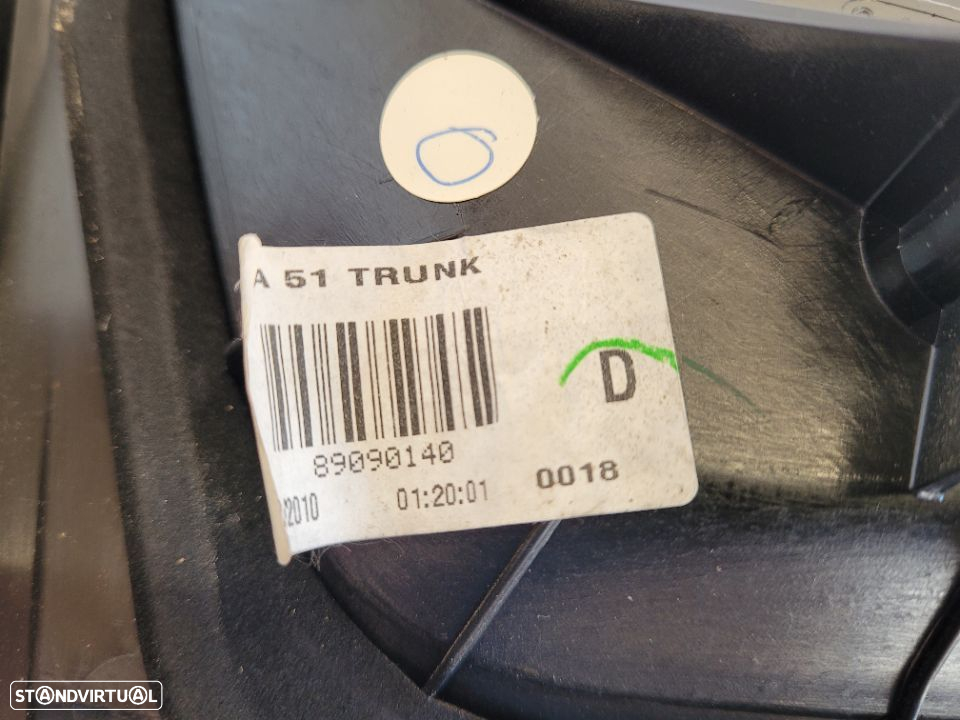 A 51 TRUNK
D
89090140
2010 01:20:01 0018
STANDVIRTUAL